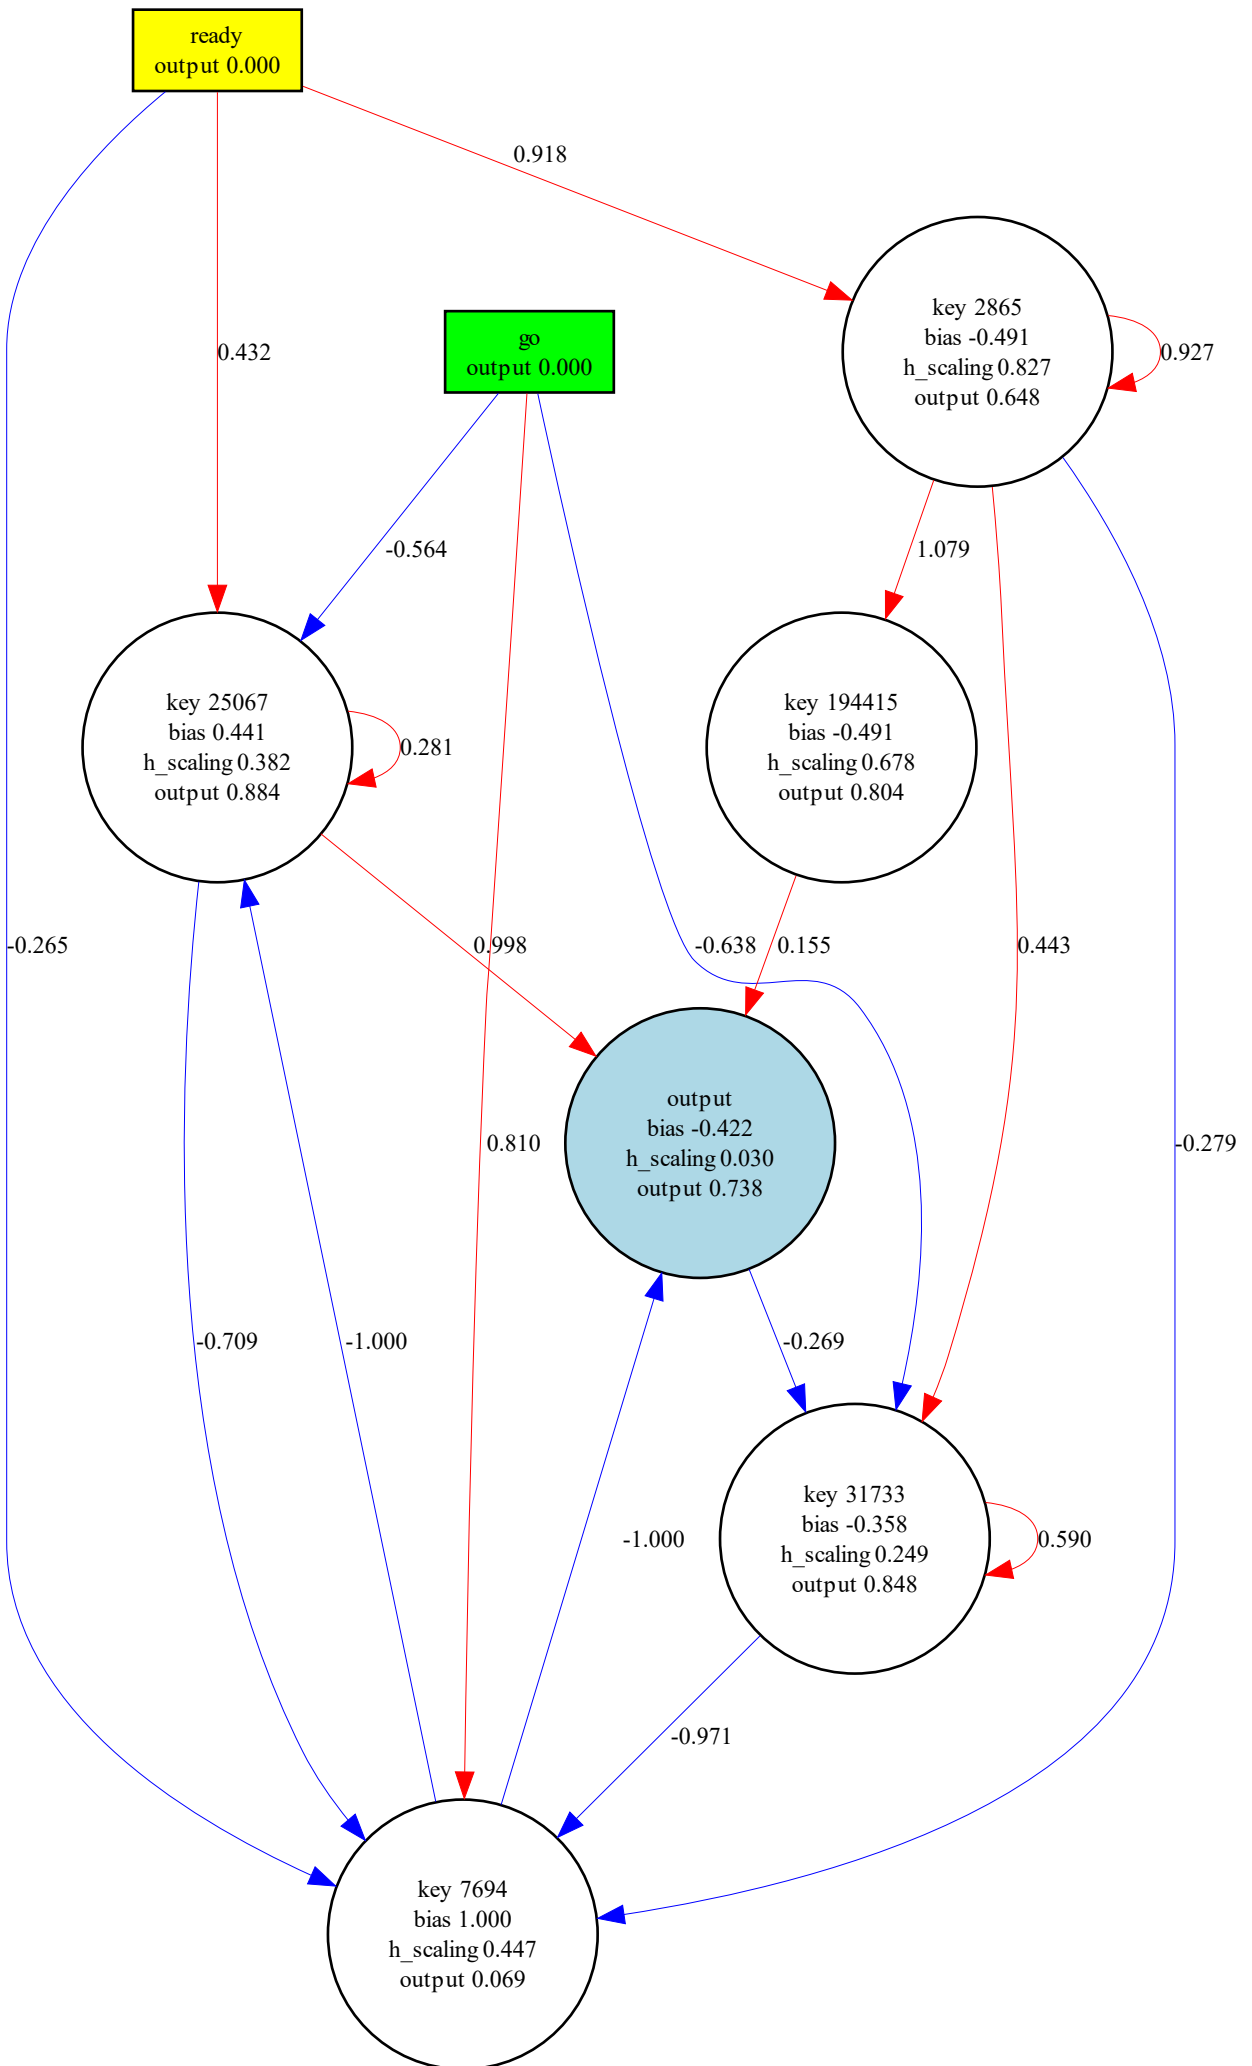 ready
output 0.000
0.918
go
output 0.000
key 2865
bias -0.491
h_scaling 0.827
output 0.648
0.432
0.927
-0.564
1.079
key 25067
bias 0.441
h_scaling 0.382
output 0.884
0.281
key 194415
bias -0.491
h_scaling 0.678
output 0.804
-0.265
0.998
-0.638
0.155
0.443
output
bias -0.422
h_scaling 0.030
output 0.738
0.810
-0.279
-0.709
-1.000
-0.269
-1.000
key 31733
bias -0.358
h_scaling 0.249
output 0.848
0.590
-0.971
key 7694
bias 1.000
h_scaling 0.447
output 0.069